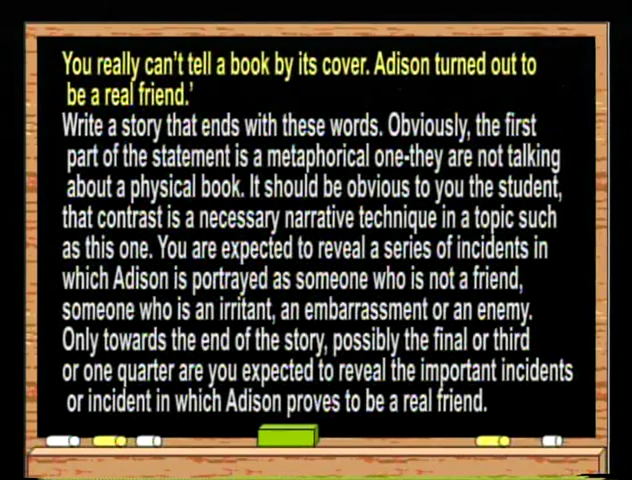 You really can't tell a book by its cover. Adison turned out to
be a real friend.'
Write a story that ends with these words. Obviously, the first
part of the statement is a metaphorical one-they are not talking
about a physical book. It should be obvious to you the student,
that contrast is a necessary narrative technique in a topic such
as this one. You are expected to reveal a series of incidents in
which Adison is portrayed as someone who is not a friend,
someone who is an irritant, an embarrassment or an enemy.
Only towards the end of the story, possibly the final or third
or one quarter are you expected to reveal the important incidents
or incident in which Adison proves to be a real friend.